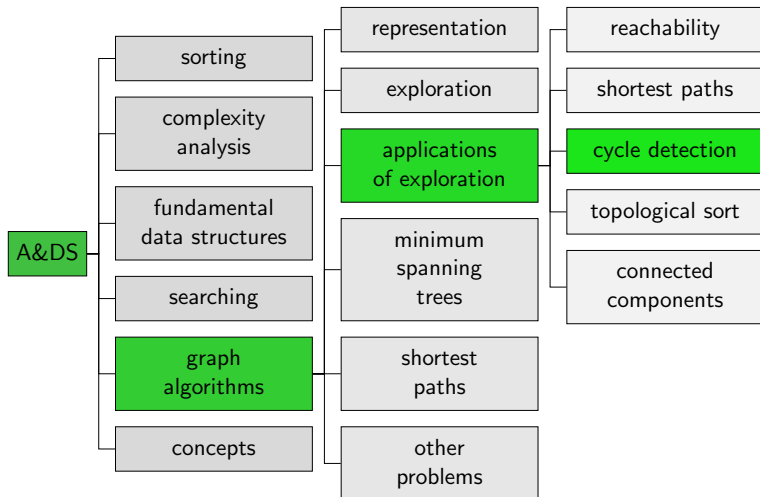 A&DS
sorting
complexity
analysis
fundamental
data structures
searching
graph
algorithms
concepts
representation
exploration
applications
of exploration
minimum
spanning
trees
shortest
paths
other
problems
reachability
shortest paths
cycle detection
topological sort
connected
components